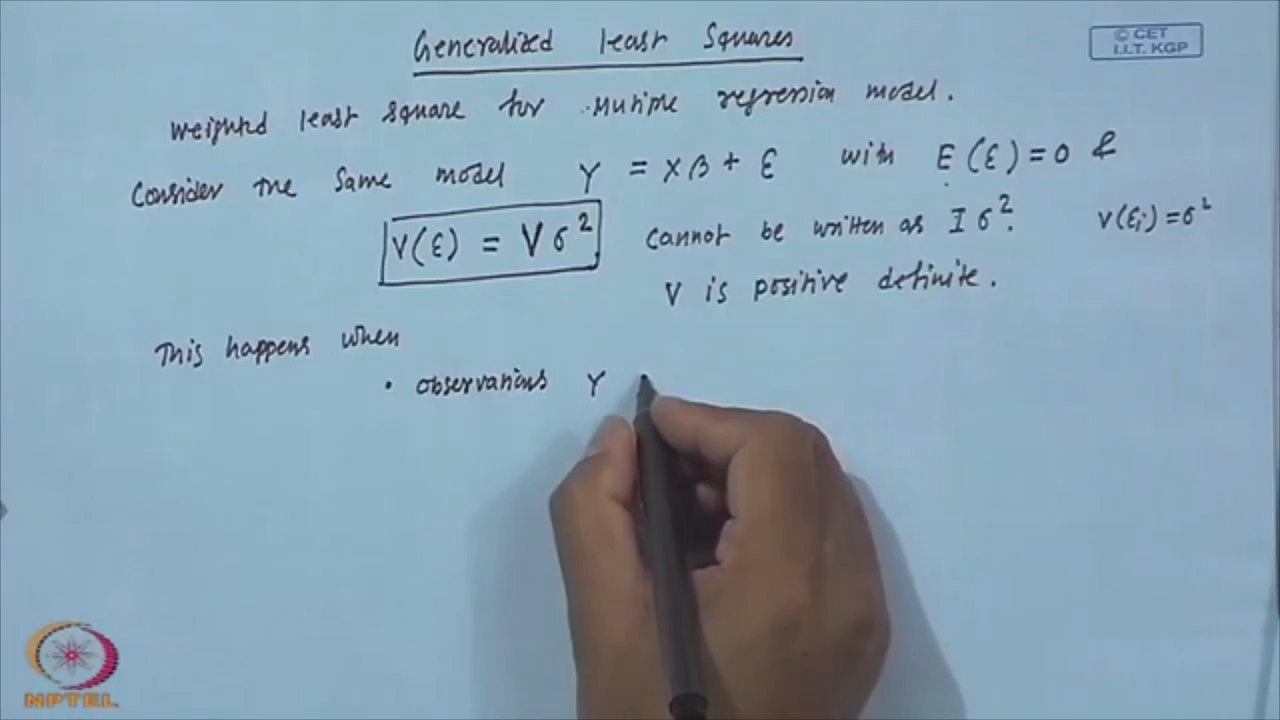 Generalized least Squares
© CET
I.I.T. KGP
Weighted least square for Mutiple regression model.
Consider the same model Y = Xβ + ε with E(ε) = 0 &
V(ε) = Vσ² cannot be written as Iσ². V(εᵢ) = σ²
V is positive definite.
This happens when
• observations Y
NPTEL